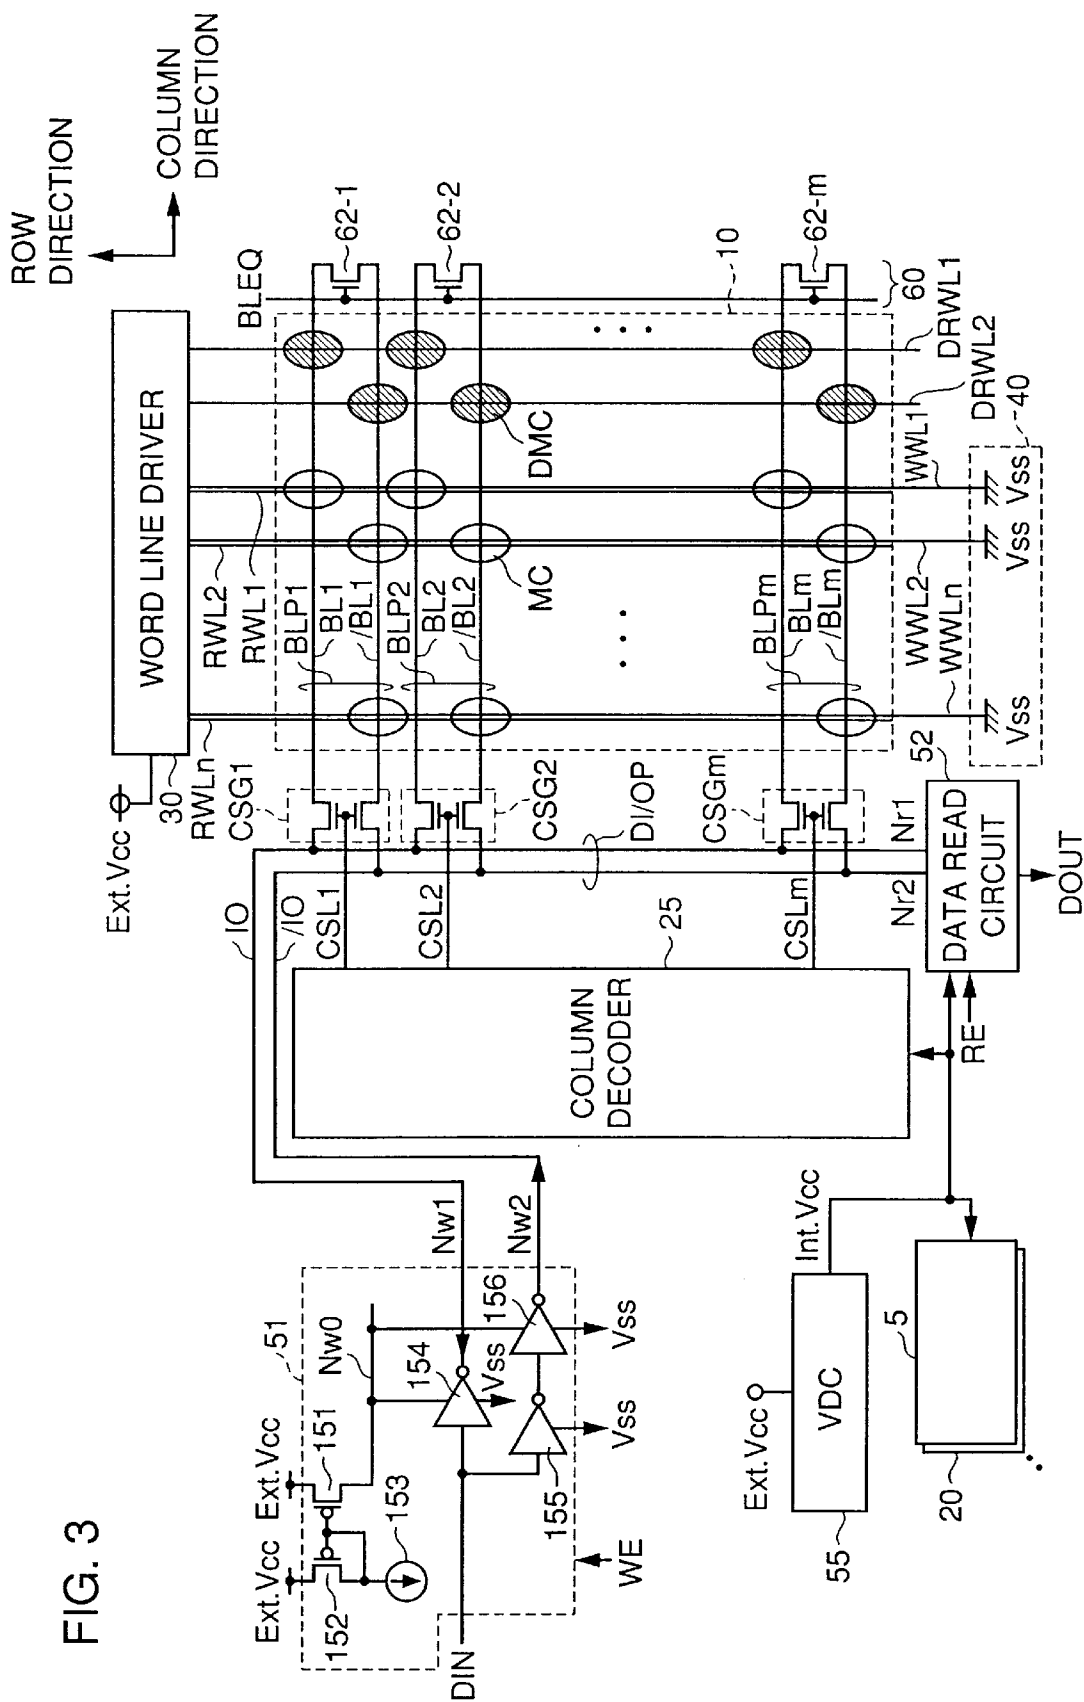 FIG. 3
ROW
DIRECTION
COLUMN
DIRECTION
Ext.Vcc
30
WORD LINE DRIVER
RWLn
RWL2
RWL1
BLEQ
62-1
62-2
62-m
10
60
CSG1
CSG2
CSGm
BLP1
BL1
/BL1
BLP2
BL2
/BL2
BLPm
BLm
/BLm
MC
DMC
DRWL1
DRWL2
WWL1
WWL2
WWLn
40
Vss
Vss
Vss
IO
/IO
CSL1
CSL2
CSLm
DI/OP
25
COLUMN
DECODER
Nr1
Nr2
52
DATA READ
CIRCUIT
DOUT
RE
Ext.Vcc
Ext.Vcc
51
152
151
153
Nw0
154
Vss
Nw1
Nw2
156
155
Vss
Vss
DIN
WE
Ext.Vcc
VDC
55
Int.Vcc
5
20